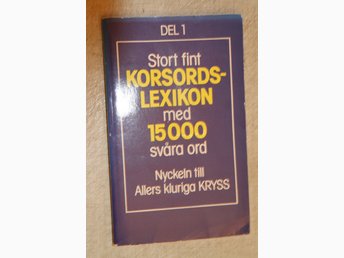 DEL 1
Stort fint
KORSORDS-
LEXIKON
med
15000
svåra ord
Nyckeln till
Allers kluriga KRYSS